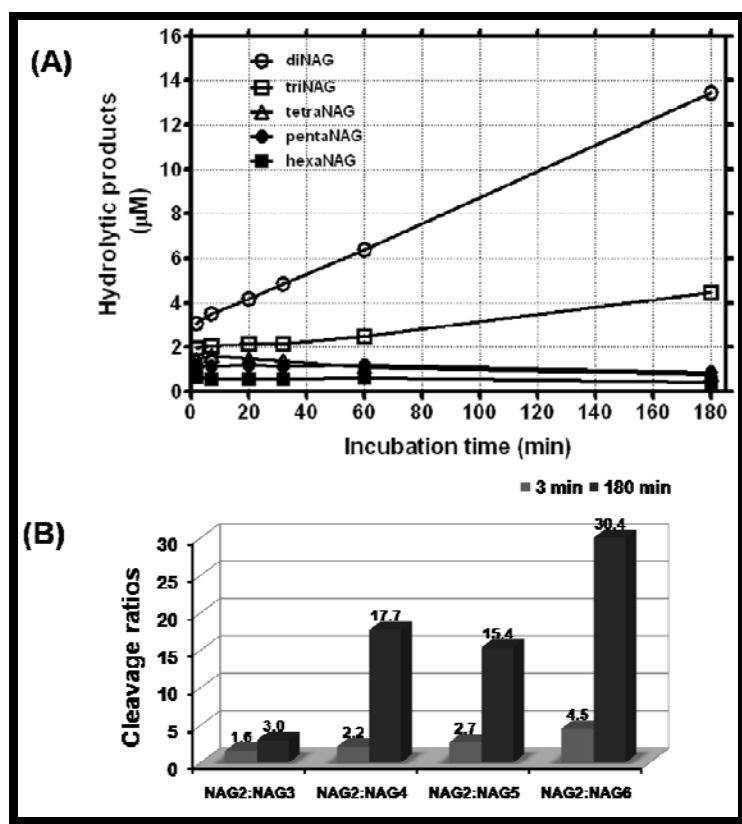 (A)
16
14
12
10
8
6
4
2
0
Hydrolytic products
(μM)
diNAG
triNAG
tetraNAG
pentaNAG
hexaNAG
0 20 40 60 80 100 120 140 160 180
Incubation time (min)
3 min 180 min
(B)
30
25
20
15
10
5
0
Cleavage ratios
1.6 3.0 2.2 17.7 2.7 15.4 4.5 30.4
NAG2:NAG3 NAG2:NAG4 NAG2:NAG5 NAG2:NAG6